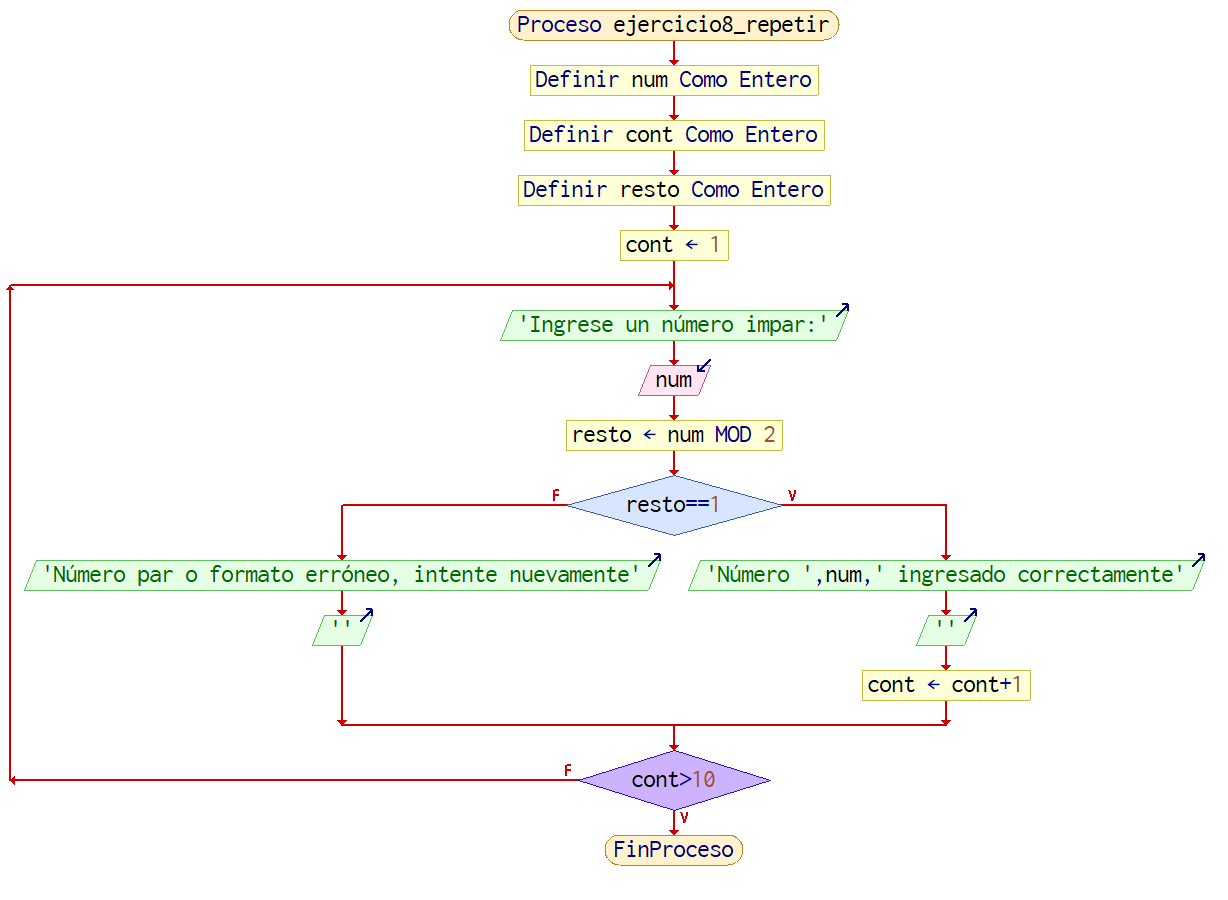 Proceso ejercicio8_repetir
Definir num Como Entero
Definir cont Como Entero
Definir resto Como Entero
cont ← 1
'Ingrese un número impar:'
num
resto ← num MOD 2
F
V
resto==1
'Número par o formato erróneo, intente nuevamente'
'Número ',num,' ingresado correctamente'
''
''
cont ← cont+1
F
cont>10
V
FinProceso